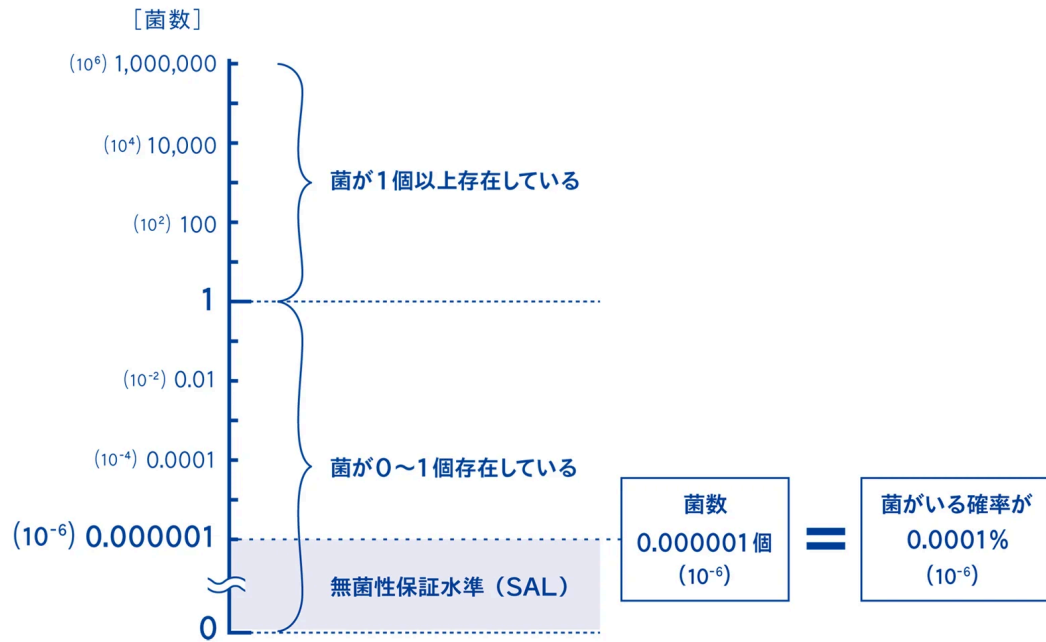 ［菌数］
(10⁶) 1,000,000
(10⁴) 10,000
菌が1個以上存在している
(10²) 100
1
(10⁻²) 0.01
(10⁻⁴) 0.0001
菌が0～1個存在している
(10⁻⁶) 0.000001
菌数
0.000001個
(10⁻⁶)
=
菌がいる確率が
0.0001%
(10⁻⁶)
無菌性保証水準（SAL）
0